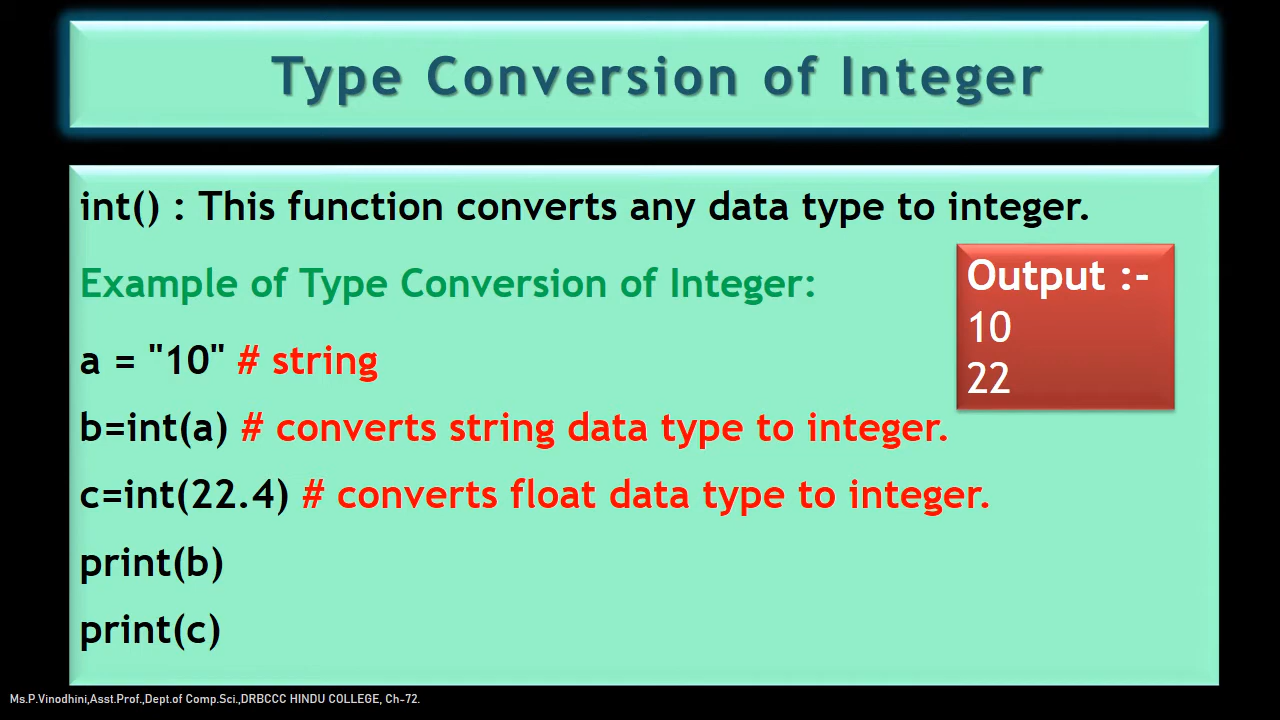 Type Conversion of Integer
int() : This function converts any data type to integer.
Example of Type Conversion of Integer:
a = "10" # string
b=int(a) # converts string data type to integer.
c=int(22.4) # converts float data type to integer.
print(b)
print(c)
Output :-
10
22
Ms.P.Vinodhini,Asst.Prof.,Dept.of Comp.Sci.,DRBCCC HINDU COLLEGE, Ch-72.